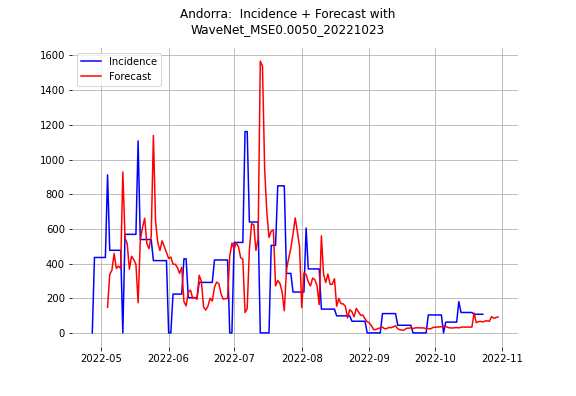 Andorra:  Incidence + Forecast with
WaveNet_MSE0.0050_20221023
Incidence
Forecast
1600
1400
1200
1000
800
600
400
200
0
2022-05 2022-06 2022-07 2022-08 2022-09 2022-10 2022-11